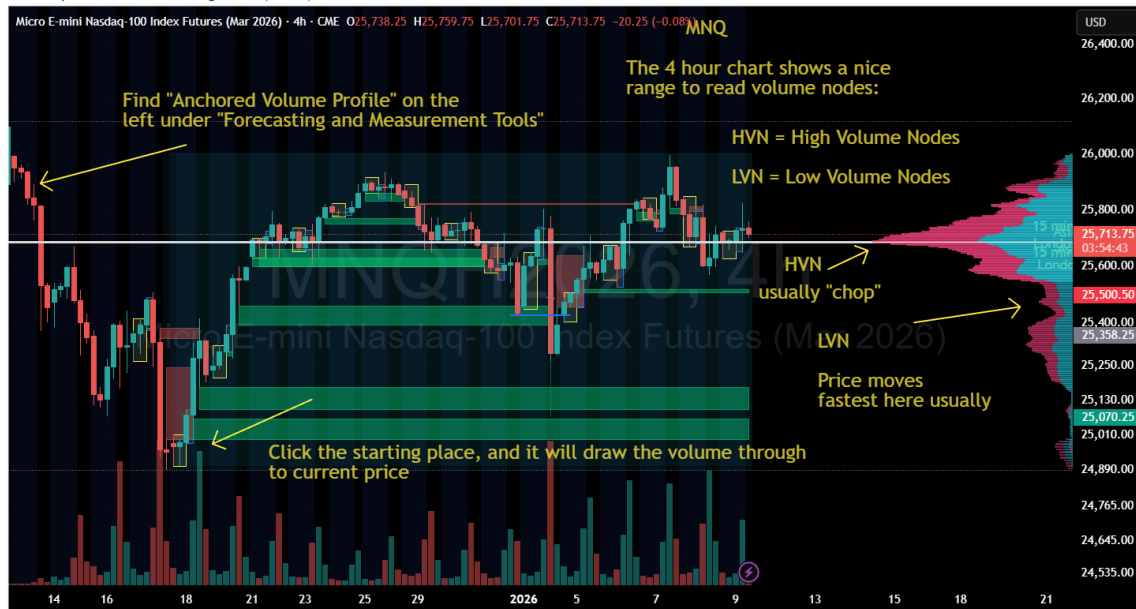 Micro E-mini Nasdaq-100 Index Futures (Mar 2026) · 4h · CME O25,738.25 H25,759.75 L25,701.75 C25,713.75 −20.25 (−0.08%)
MNQ
USD
The 4 hour chart shows a nice
range to read volume nodes:
Find "Anchored Volume Profile" on the
left under "Forecasting and Measurement Tools"
HVN = High Volume Nodes
LVN = Low Volume Nodes
HVN
usually "chop"
LVN
Price moves
fastest here usually
Click the starting place, and it will draw the volume through
to current price
MNQH2026, 4h
Micro E-mini Nasdaq-100 Index Futures (Mar 2026)
15 min
Londo
15 min
Londo
26,400.00
26,200.00
26,000.00
25,800.00
25,713.75
03:54:43
25,600.00
25,500.50
25,400.00
25,358.25
25,250.00
25,130.00
25,070.25
25,010.00
24,890.00
24,765.00
24,645.00
24,535.00
14 16 18 21 23 25 29 2026 5 7 9 13 15 18 21